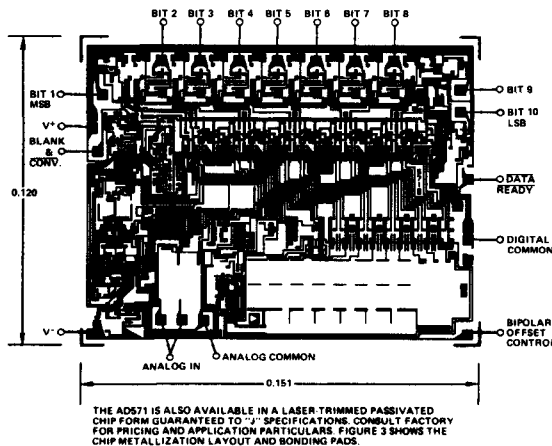 BIT 2 BIT 3 BIT 4 BIT 5 BIT 6 BIT 7 BIT 8
BIT 1
MSB
BIT 9
BIT 10
LSB
V+
BLANK
&
CONV.
0.120
DATA
READY
DIGITAL
COMMON
V-
BIPOLAR
OFFSET
CONTROL
ANALOG IN
ANALOG COMMON
0.151
THE AD571 IS ALSO AVAILABLE IN A LASER-TRIMMED PASSIVATED
CHIP FORM GUARANTEED TO "J" SPECIFICATIONS. CONSULT FACTORY
FOR PRICING AND APPLICATION PARTICULARS. FIGURE 3 SHOWS THE
CHIP METALLIZATION LAYOUT AND BONDING PADS.